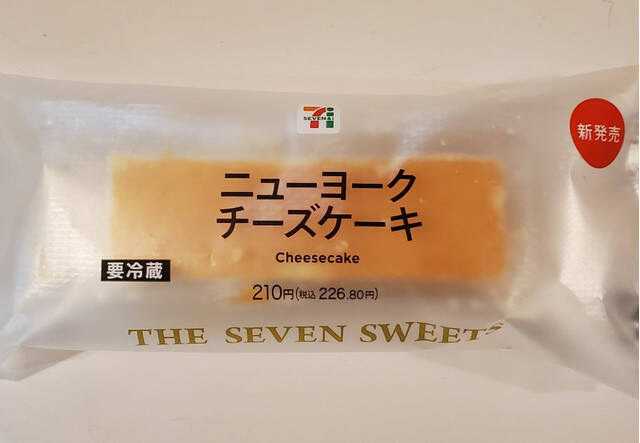 SEVEN&i
新発売
ニューヨーク
チーズケーキ
Cheesecake
要冷蔵
210円(税込 226.80円)
THE SEVEN SWEETS